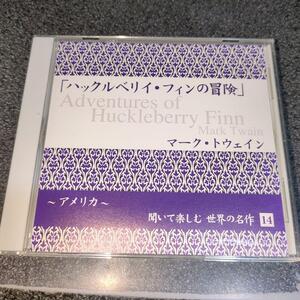 「ハックルベリイ・フィンの冒険」
Adventures of
Huckleberry Finn
Mark Twain
マーク・トウェイン
～アメリカ～
聞いて楽しむ 世界の名作 14